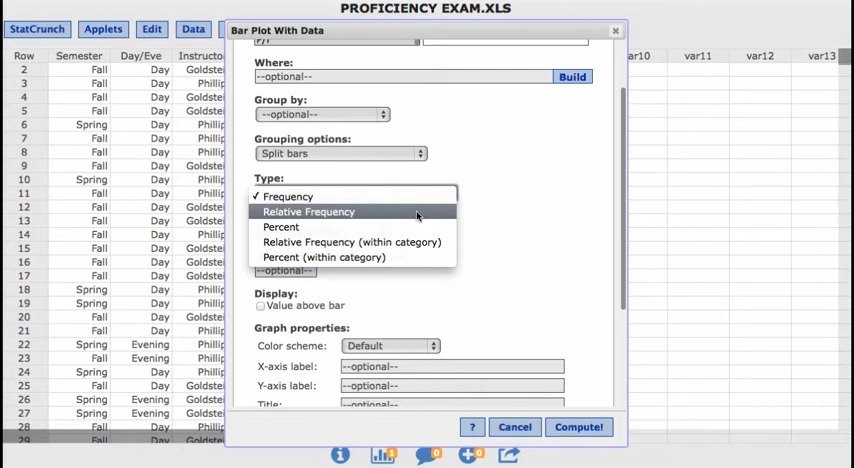 PROFICIENCY EXAM.XLS
StatCrunch Applets Edit Data
Bar Plot With Data
Row Semester Day/Eve Instructo var10 var11 var12 var13
2 Fall Day Goldste
3 Fall Day Phillip
4 Fall Day Goldste
5 Fall Day Goldste
6 Spring Day Phillip
7 Fall Day Phillip
8 Fall Day Phillip
9 Fall Day Goldste
10 Spring Day Phillip
11 Fall Day Phillip
12 Fall Day Goldste
13 Fall Day Goldste
14 Fall Day Phillip
15 Fall Day Goldste
16 Fall Day Goldste
17 Fall Day Goldste
18 Spring Day Phillip
19 Spring Day Phillip
20 Fall Day Goldste
21 Fall Day Phillip
22 Spring Evening Phillip
23 Fall Evening Phillip
24 Spring Day Phillip
25 Fall Day Goldste
26 Spring Evening Goldste
27 Spring Evening Phillip
28 Fall Day Goldste
29 Fall Day Goldste
Where:
--optional--
Build
Group by:
--optional--
Grouping options:
Split bars
Type:
✓ Frequency
Relative Frequency
Percent
Relative Frequency (within category)
Percent (within category)
--optional--
Display:
Value above bar
Graph properties:
Color scheme: Default
X-axis label: --optional--
Y-axis label: --optional--
Title: --optional--
? Cancel Compute!
1 0 0